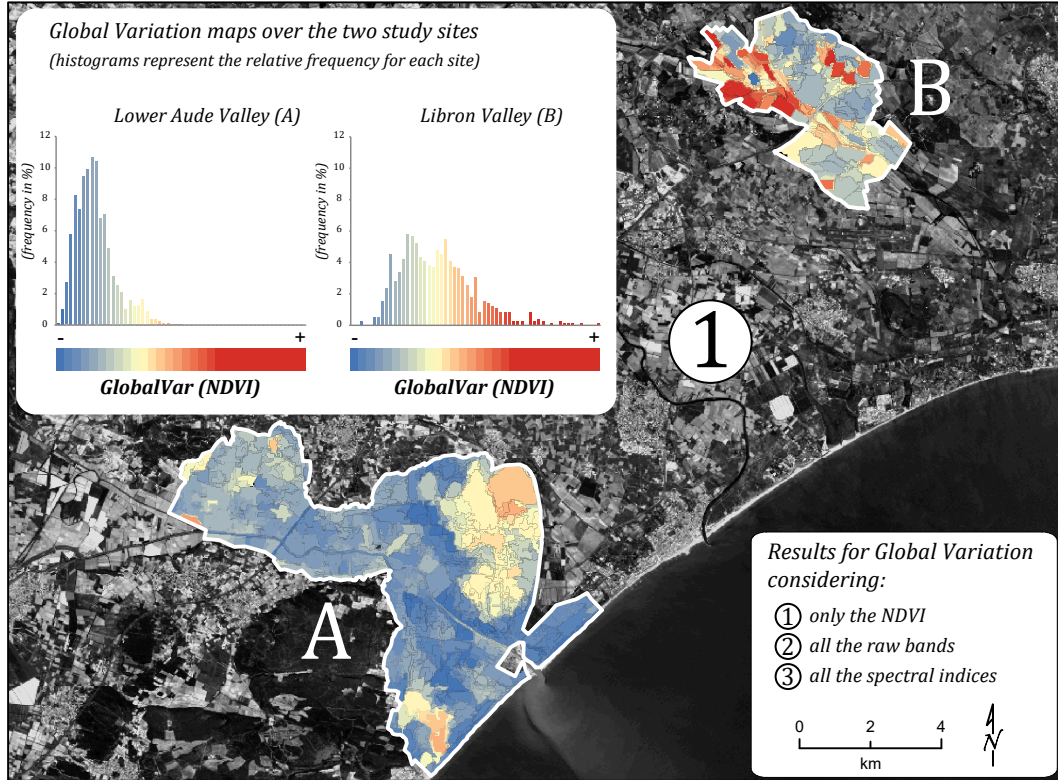 Global Variation maps over the two study sites
(histograms represent the relative frequency for each site)
Lower Aude Valley (A)
(frequency in %)
12
10
8
6
4
2
0
- +
GlobalVar (NDVI)
Libron Valley (B)
(frequency in %)
12
10
8
6
4
2
0
- +
GlobalVar (NDVI)
B
1
A
Results for Global Variation
considering:
1 only the NDVI
2 all the raw bands
3 all the spectral indices
0 2 4
km
N